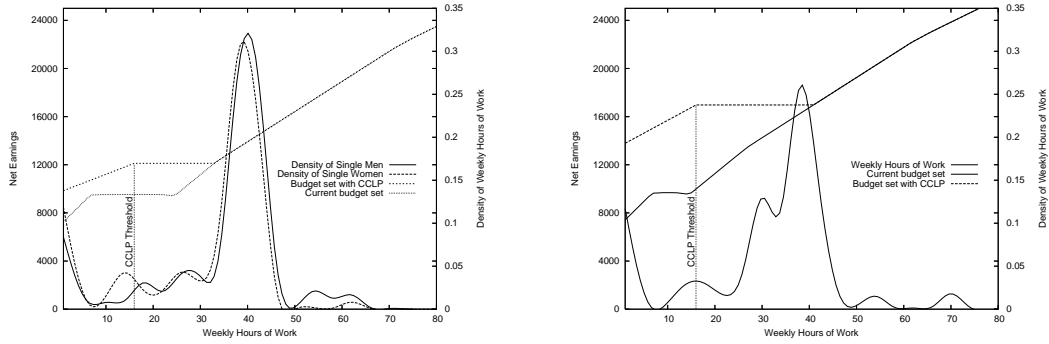 24000
20000
16000
12000
8000
4000
0
Net Earnings
10 20 30 40 50 60 70 80
Weekly Hours of Work
0.35
0.3
0.25
0.2
0.15
0.1
0.05
0
Density of Weekly Hours of Work
CCLP Threshold
Density of Single Men
Density of Single Women
Budget set with CCLP
Current budget set
24000
20000
16000
12000
8000
4000
0
Net Earnings
10 20 30 40 50 60 70 80
Weekly Hours of Work
0.35
0.3
0.25
0.2
0.15
0.1
0.05
0
Density of Weekly Hours of Work
CCLP Threshold
Weekly Hours of Work
Current budget set
Budget set with CCLP